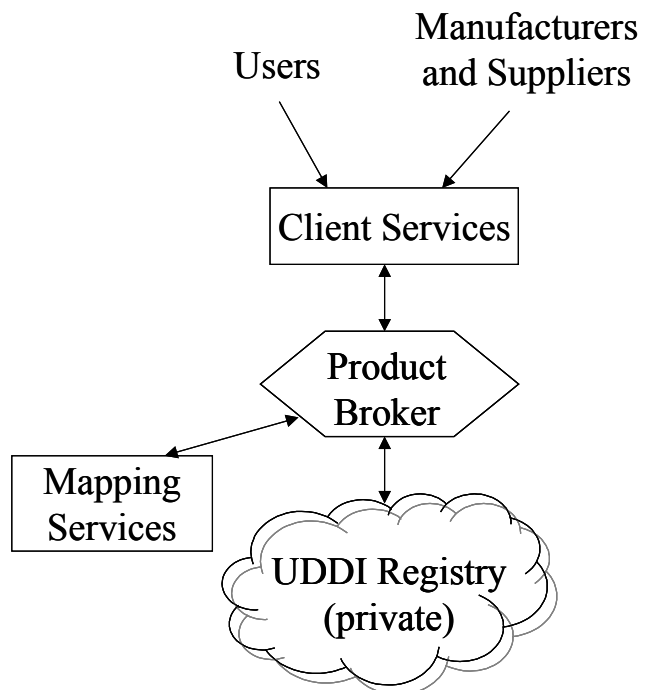 Users
Manufacturers
and Suppliers
Client Services
Product
Broker
Mapping
Services
UDDI Registry
(private)